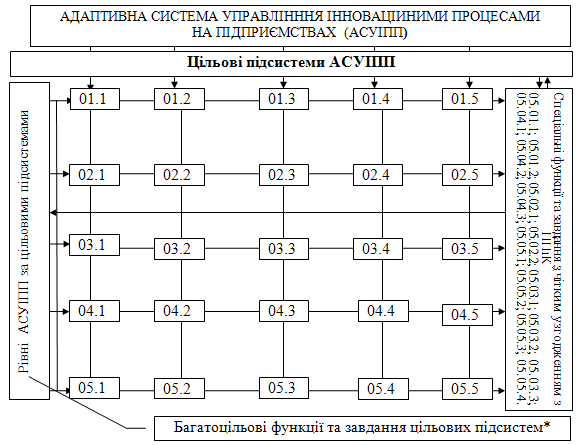 АДАПТИВНА СИСТЕМА УПРАВЛІНННЯ ІННОВАЦІЙНИМИ ПРОЦЕСАМИ
НА ПІДПРИЄМСТВАХ (АСУІПП)
Цільові підсистеми АСУІПП
Рівні АСУІПП за цільовими підсистемами
01.1 01.2 01.3 01.4 01.5
02.1 02.2 02.3 02.4 02.5
03.1 03.2 03.3 03.4 03.5
04.1 04.2 04.3 04.4 04.5
05.1 05.2 05.3 05.4 05.5
Спеціальні функції та завдання з чітким узгодженням з
05.01.1; 05.01.2; 05.02.1; 05.02.2; 05.03.1; 05.03.2; 05.03.3;
05.04.1; 05.04.2; 05.04.3; 05.05.1; 05.05.2; 05.05.3; 05.05.4.
Багатоцільові функції та завдання цільових підсистем*